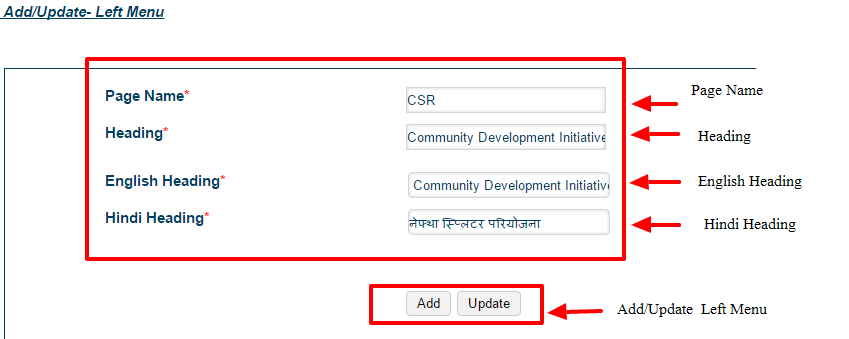 Add/Update- Left Menu
Page Name* CSR Page Name
Heading* Community Development Initiative Heading
English Heading* Community Development Initiativ English Heading
Hindi Heading* नेफ्था स्प्लिटर परियोजना Hindi Heading
Add Update Add/Update Left Menu